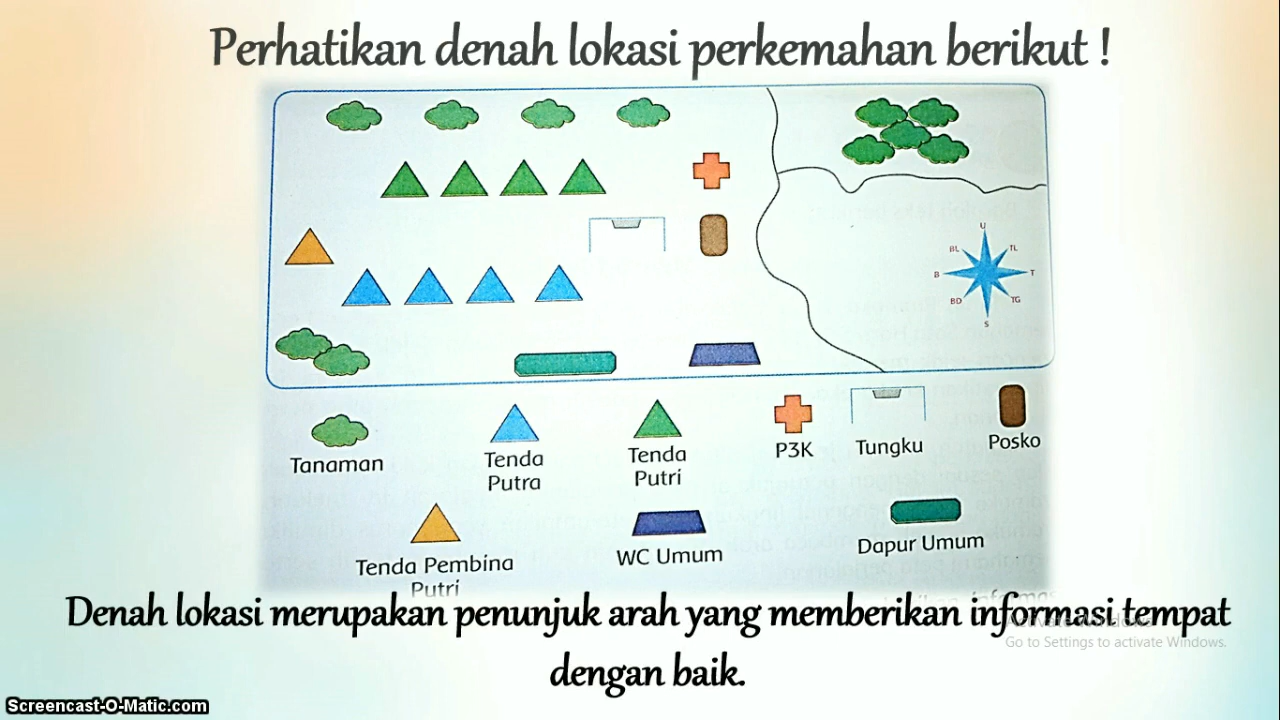 Perhatikan denah lokasi perkemahan berikut !
U
BL
TL
B
T
BD
TG
S
Tanaman
Tenda
Putra
Tenda
Putri
P3K
Tungku
Posko
Tenda Pembina
Putri
WC Umum
Dapur Umum
Denah lokasi merupakan penunjuk arah yang memberikan informasi tempat
dengan baik.
Activate Windows
Go to Settings to activate Windows.
Screencast-O-Matic.com